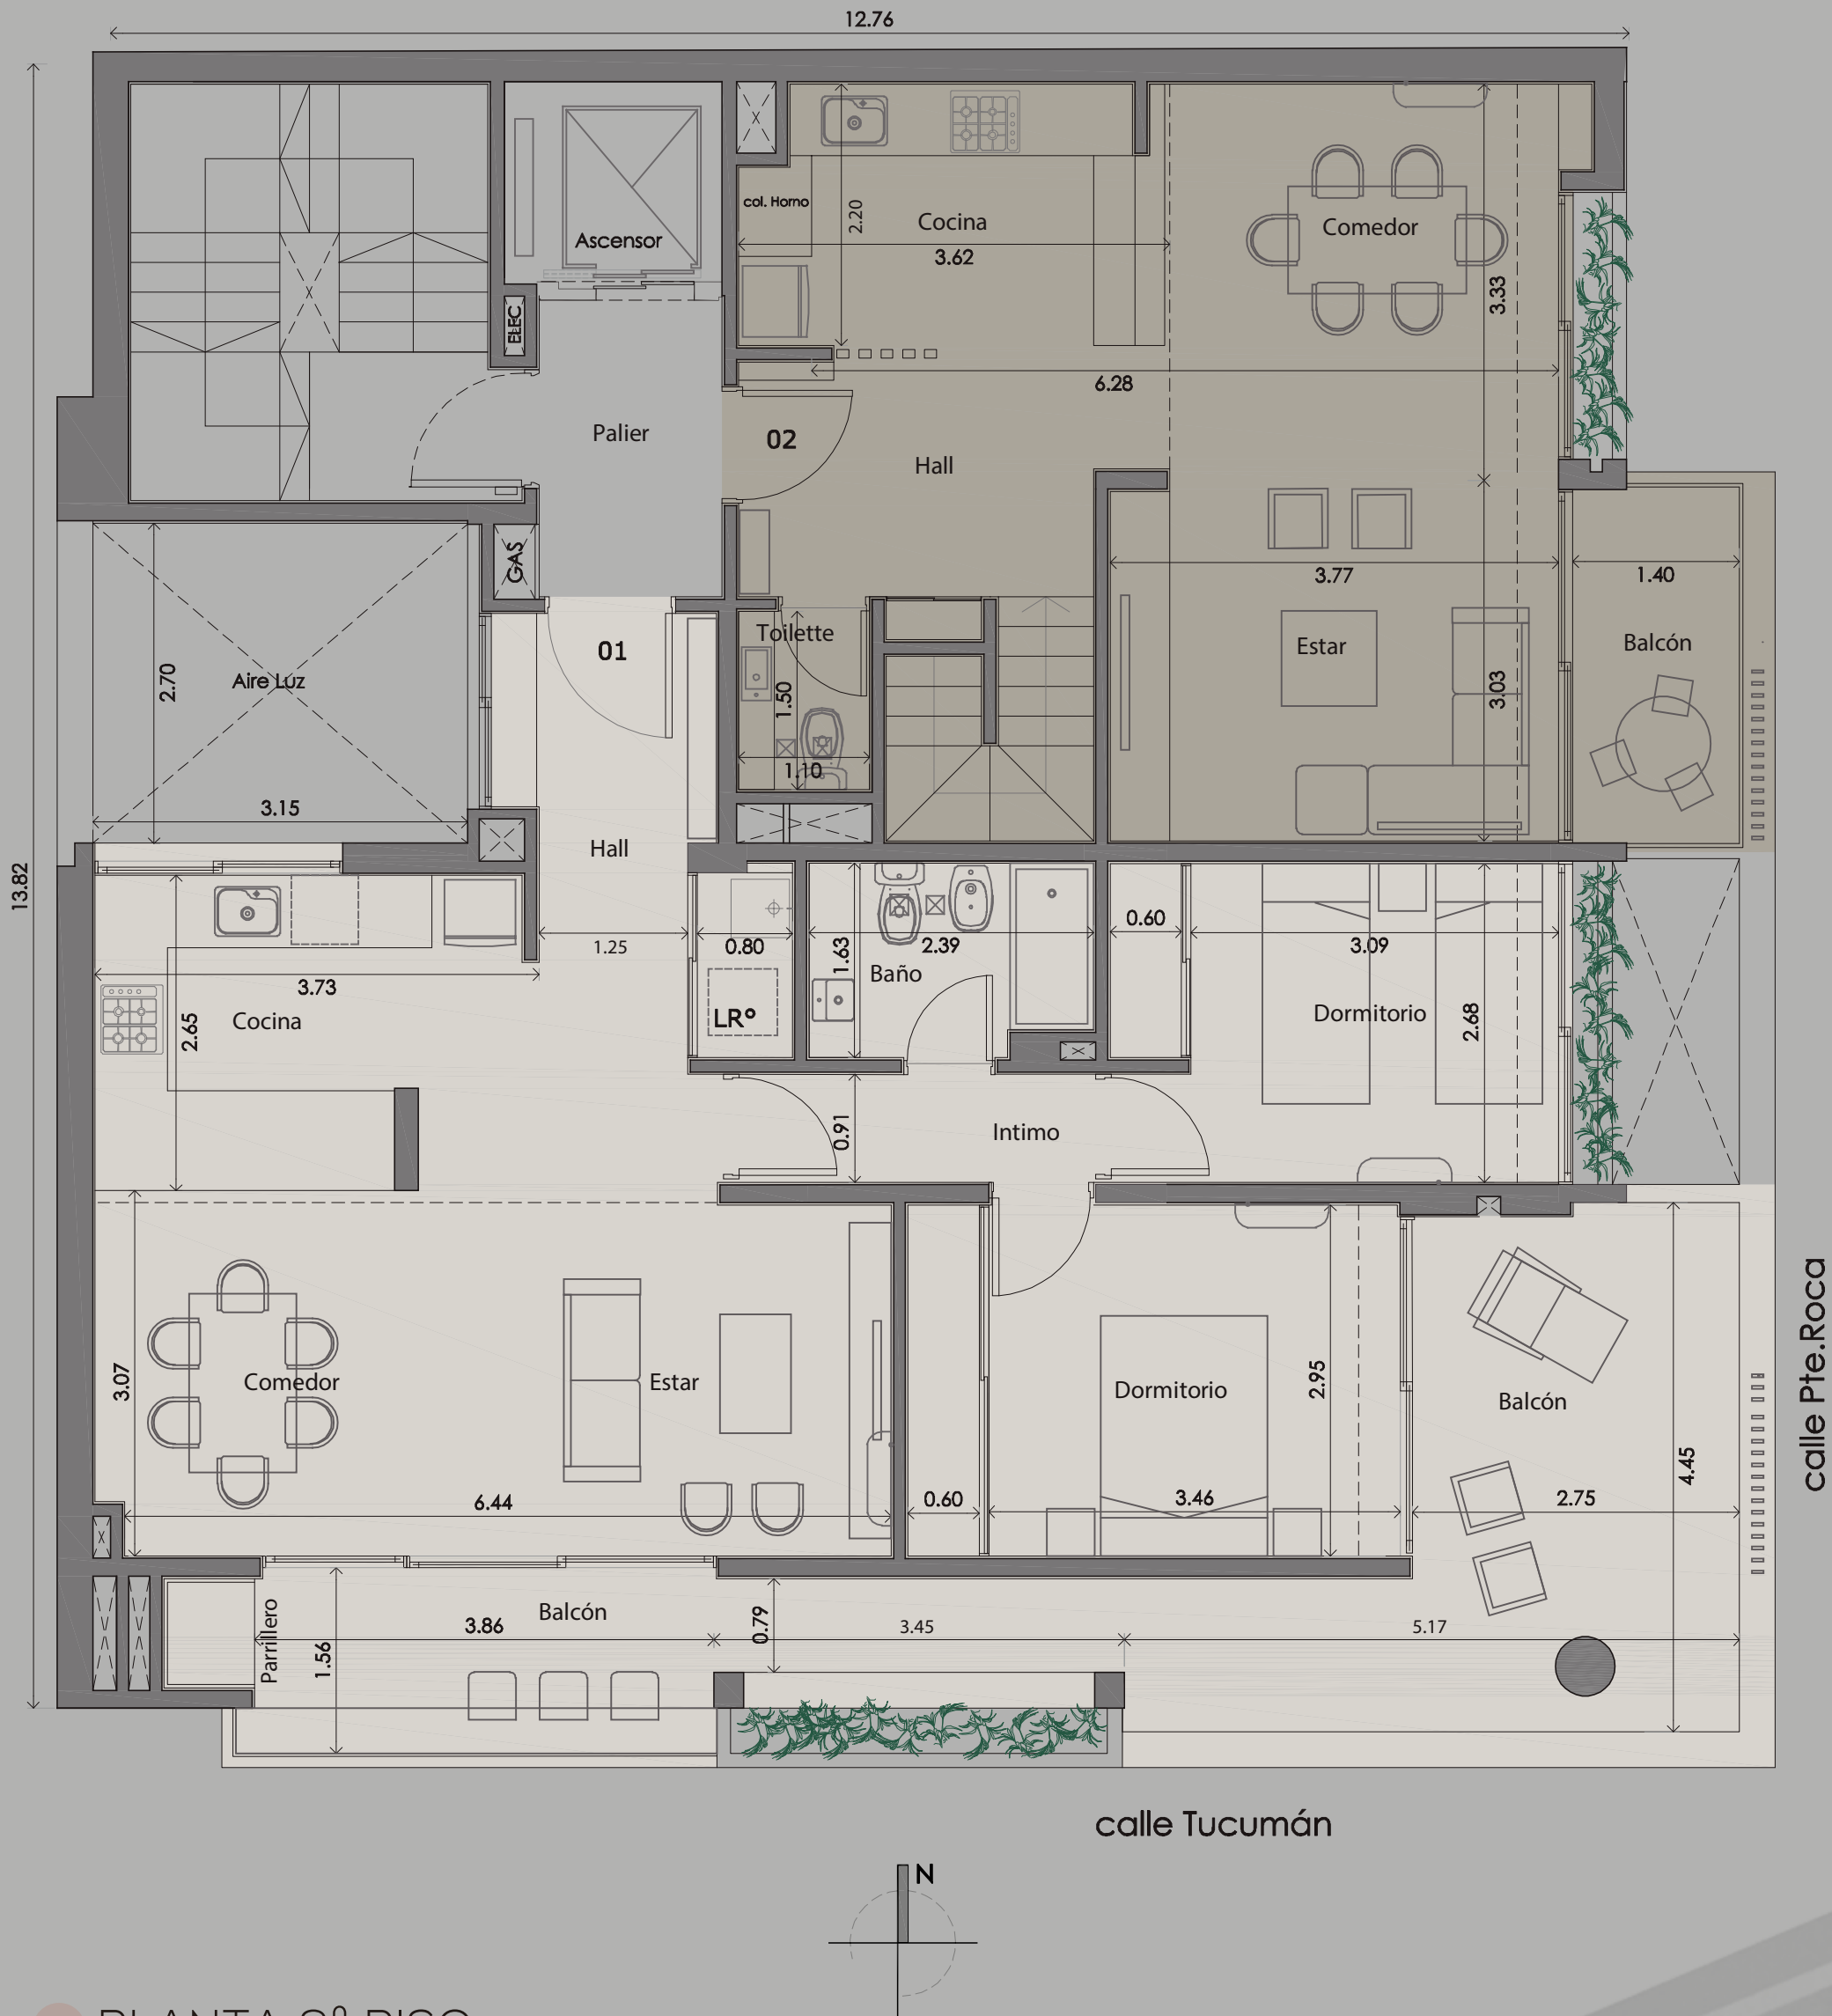 12.76
13.82
Ascensor
col. Horno
2.20
Cocina
3.62
Comedor
3.33
ELEC
6.28
Palier
02
Hall
GAS
3.77
1.40
01
Toilette
1.50
1.10
Estar
3.03
Balcón
2.70
Aire Luz
3.15
Hall
1.25
0.80
LRº
1.63
2.39
Baño
0.60
3.09
Dormitorio
2.68
3.73
Cocina
2.65
0.91
Intimo
3.07
Comedor
Estar
6.44
0.60
Dormitorio
2.95
3.46
Balcón
4.45
2.75
calle Pte.Roca
Parrillero
1.56
3.86
Balcón
0.79
3.45
5.17
calle Tucumán
N